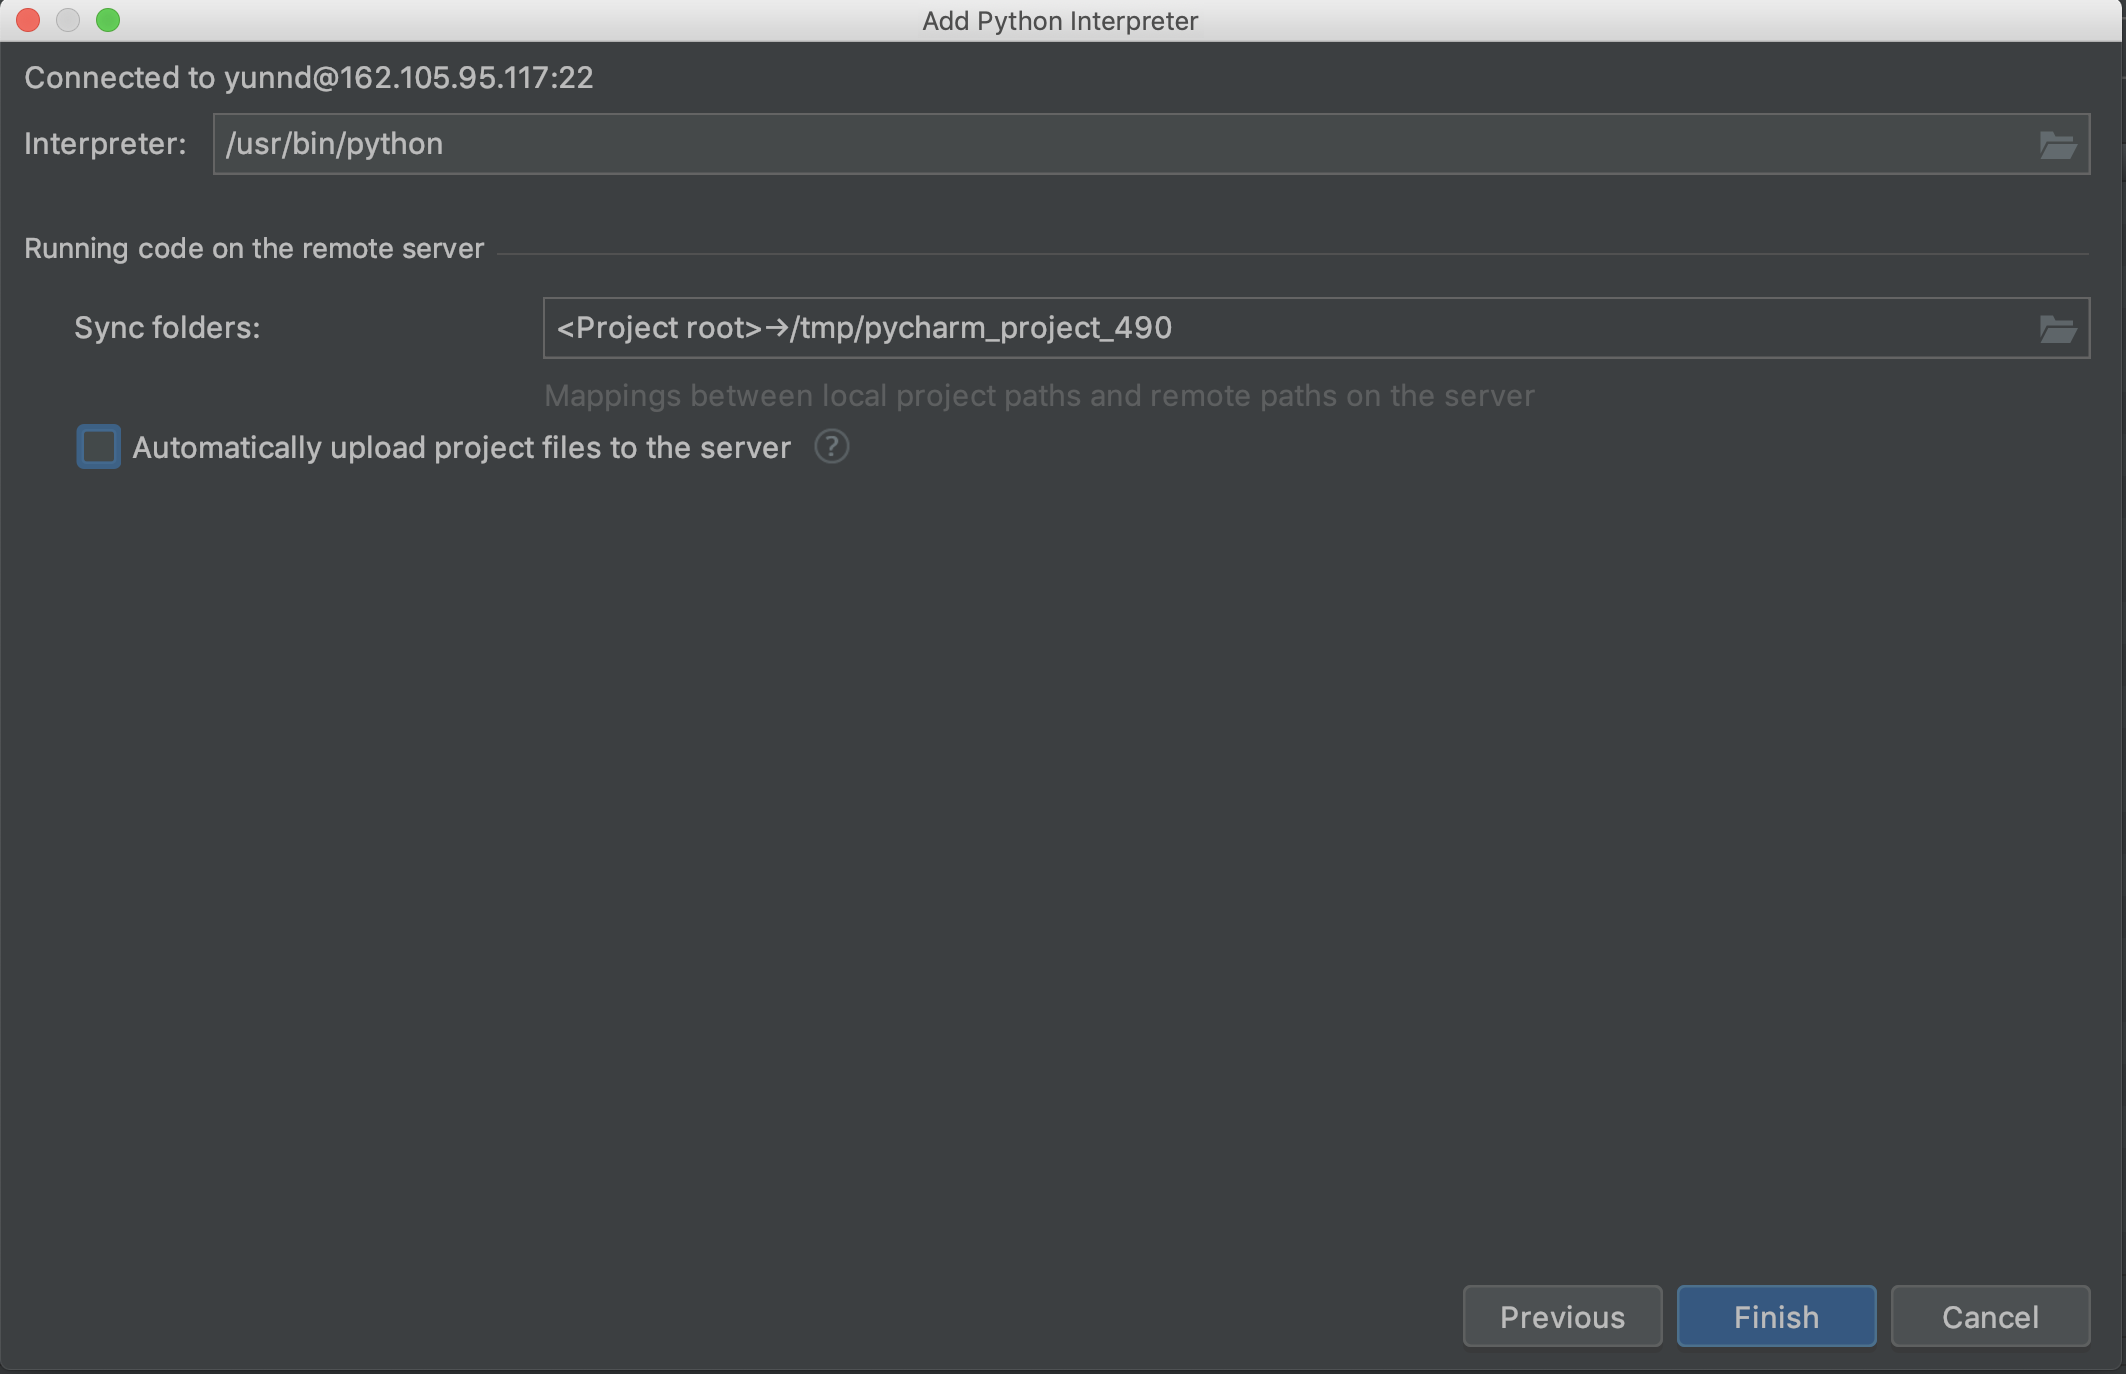 Add Python Interpreter
Connected to yunnd@162.105.95.117:22
Interpreter: /usr/bin/python
Running code on the remote server
Sync folders: <Project root>→/tmp/pycharm_project_490
Mappings between local project paths and remote paths on the server
Automatically upload project files to the server ?
Previous Finish Cancel